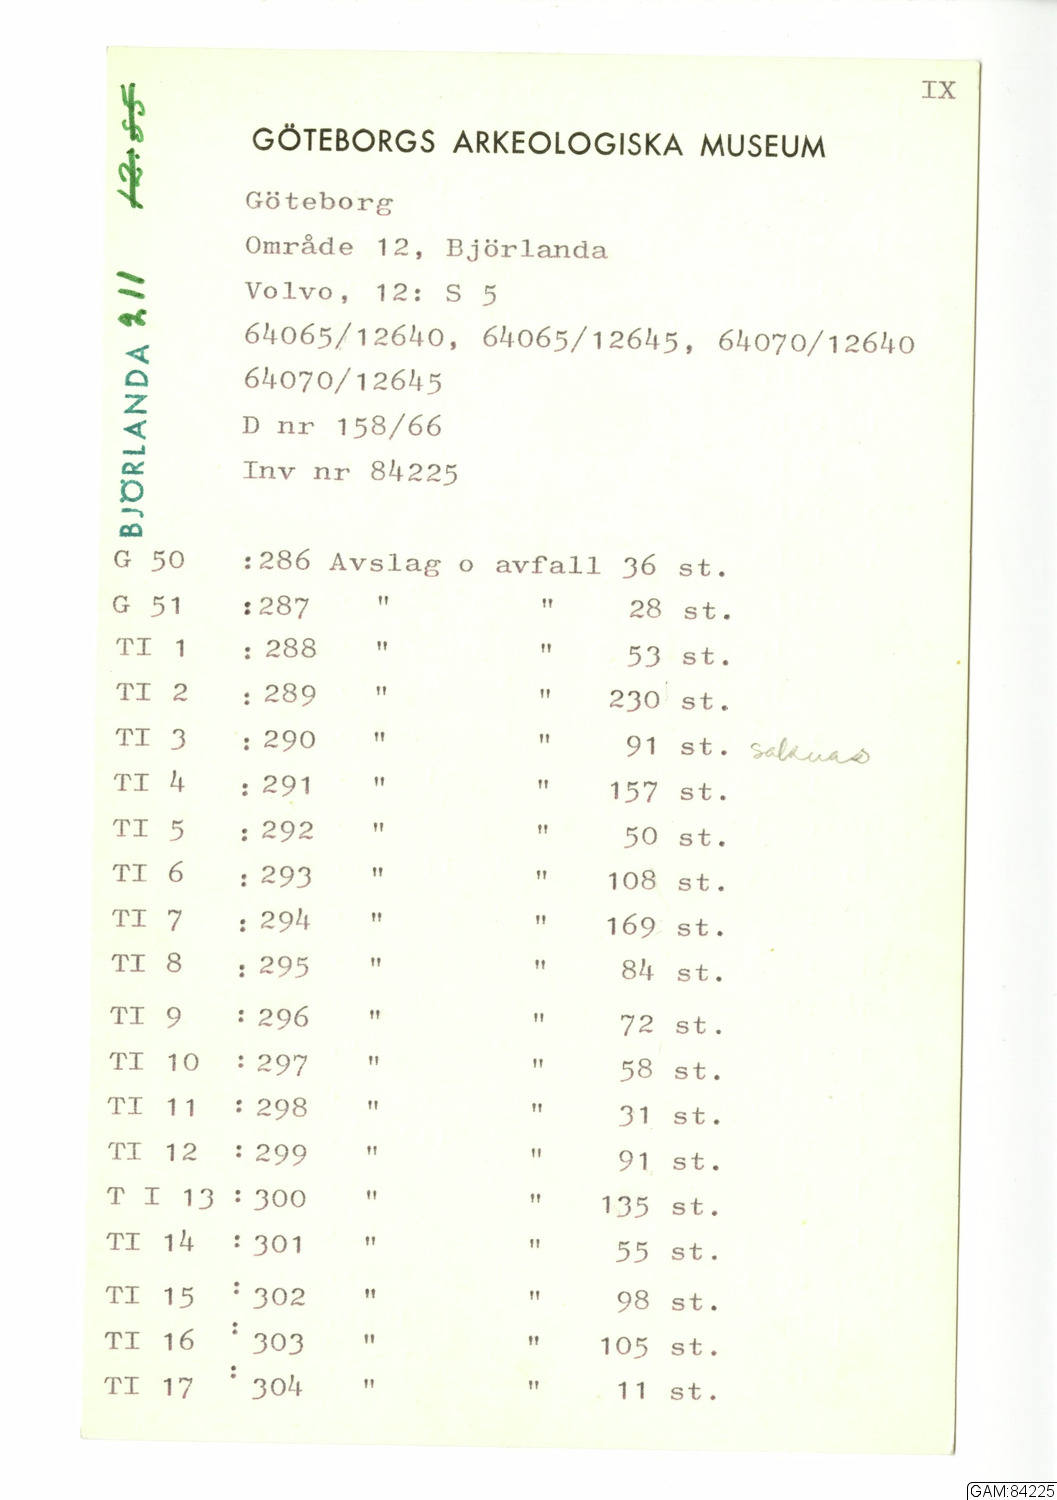 IX
BJÖRLANDA 211 12:55
GÖTEBORGS ARKEOLOGISKA MUSEUM
Göteborg
Område 12, Björlanda
Volvo, 12: S 5
64065/12640, 64065/12645, 64070/12640
64070/12645
D nr 158/66
Inv nr 84225
G 50 :286 Avslag o avfall 36 st.
G 51 :287 " " 28 st.
TI 1 : 288 " " 53 st.
TI 2 : 289 " " 230 st.
TI 3 : 290 " " 91 st. saknas
TI 4 : 291 " " 157 st.
TI 5 : 292 " " 50 st.
TI 6 : 293 " " 108 st.
TI 7 : 294 " " 169 st.
TI 8 : 295 " " 84 st.
TI 9 : 296 " " 72 st.
TI 10 : 297 " " 58 st.
TI 11 : 298 " " 31 st.
TI 12 : 299 " " 91 st.
T I 13 : 300 " " 135 st.
TI 14 : 301 " " 55 st.
TI 15 : 302 " " 98 st.
TI 16 : 303 " " 105 st.
TI 17 : 304 " " 11 st.
GAM:84225